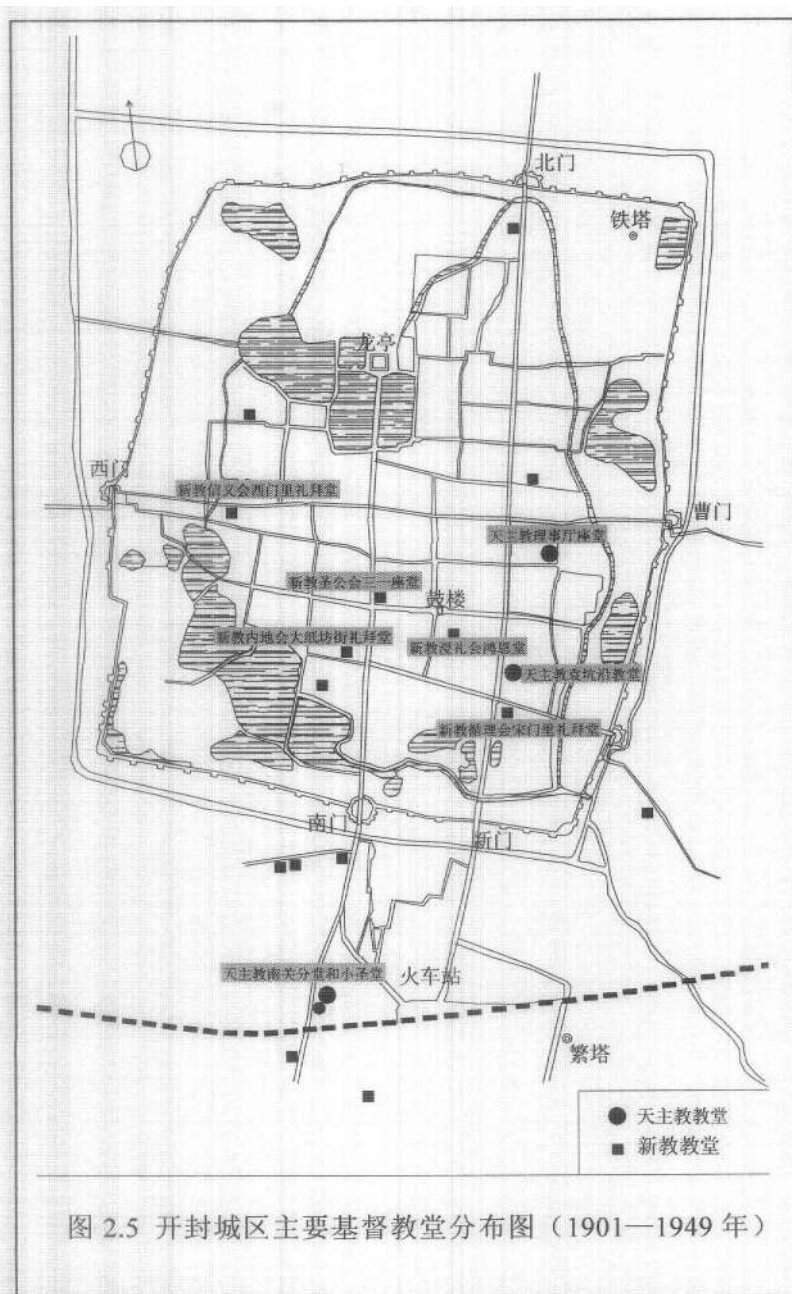 北门
铁塔
龙亭
西门
新教信义会西门里礼拜堂
曹门
天主教理事厅座堂
新教圣公会三一座堂
鼓楼
新教内地会大纸坊街礼拜堂
新教浸礼会鸿恩堂
天主教袁坑沿教堂
新教循理会宋门里礼拜堂
南门
新门
天主教南关分堂和小圣堂
火车站
繁塔
天主教教堂
新教教堂
图 2.5 开封城区主要基督教堂分布图（1901—1949 年）